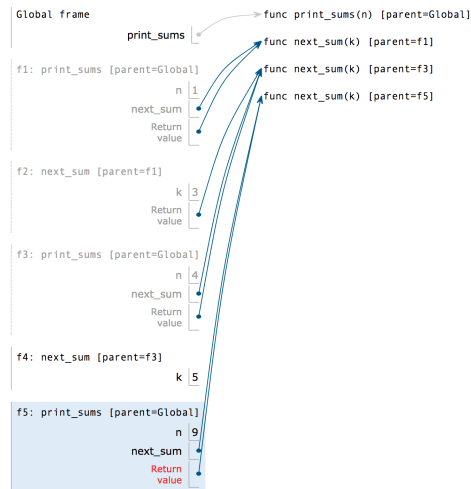 Global frame
func print_sums(n) [parent=Global]
print_sums
func next_sum(k) [parent=f1]
func next_sum(k) [parent=f3]
func next_sum(k) [parent=f5]
f1: print_sums [parent=Global]
n 1
next_sum
Return
value
f2: next_sum [parent=f1]
k 3
Return
value
f3: print_sums [parent=Global]
n 4
next_sum
Return
value
f4: next_sum [parent=f3]
k 5
f5: print_sums [parent=Global]
n 9
next_sum
Return
value